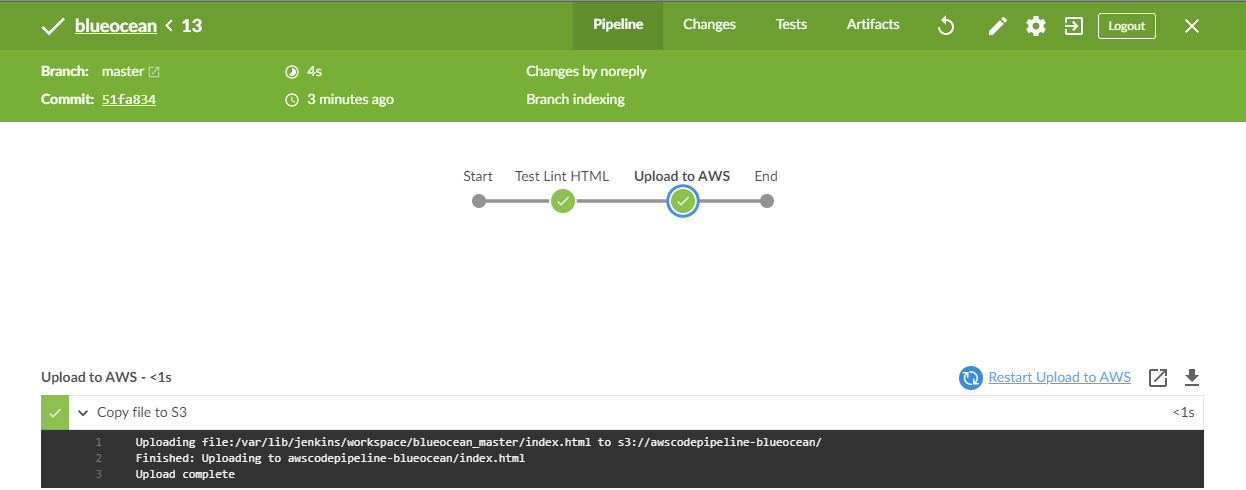 blueocean < 13
Pipeline Changes Tests Artifacts Logout
Branch: master 4s Changes by noreply
Commit: 51fa834 3 minutes ago Branch indexing
Start Test Lint HTML Upload to AWS End
Upload to AWS - <1s Restart Upload to AWS
Copy file to S3 <1s
1 Uploading file:/var/lib/jenkins/workspace/blueocean_master/index.html to s3://awscodepipeline-blueocean/
2 Finished: Uploading to awscodepipeline-blueocean/index.html
3 Upload complete